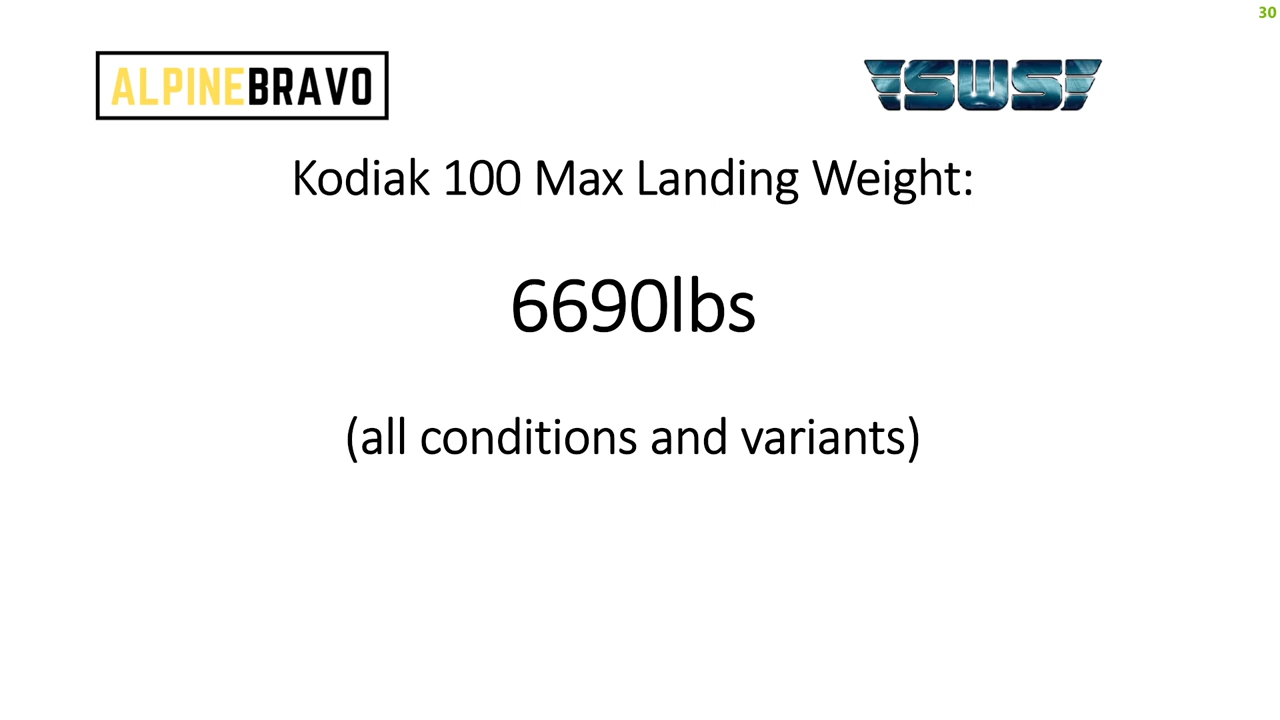 30
ALPINEBRAVO
SWS
Kodiak 100 Max Landing Weight:
6690lbs
(all conditions and variants)